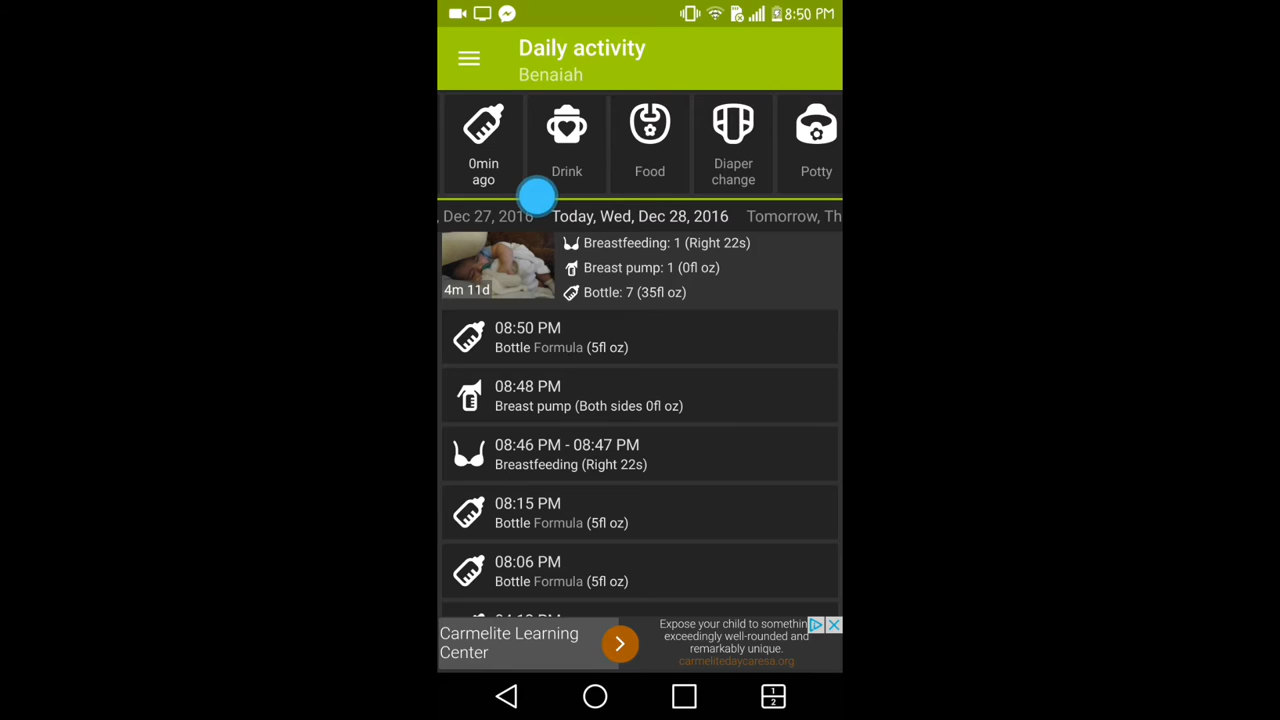 8:50 PM
Daily activity
Benaiah
0min
ago
Drink
Food
Diaper
change
Potty
, Dec 27, 2016
Today, Wed, Dec 28, 2016
Tomorrow, Th
4m 11d
Breastfeeding: 1 (Right 22s)
Breast pump: 1 (0fl oz)
Bottle: 7 (35fl oz)
08:50 PM
Bottle Formula (5fl oz)
08:48 PM
Breast pump (Both sides 0fl oz)
08:46 PM - 08:47 PM
Breastfeeding (Right 22s)
08:15 PM
Bottle Formula (5fl oz)
08:06 PM
Bottle Formula (5fl oz)
Carmelite Learning
Center
Expose your child to somethin
exceedingly well-rounded and
remarkably unique.
carmelitedaycaresa.org
1
2